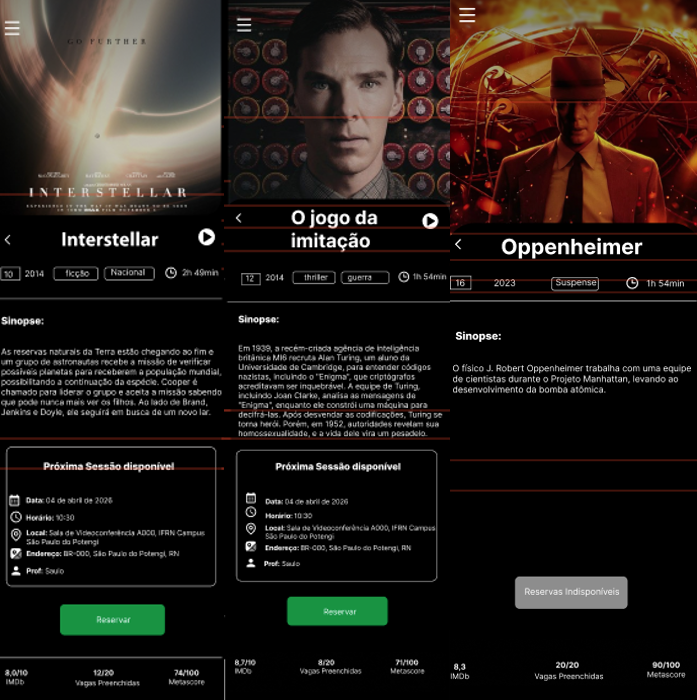 GO FURTHER
INTERSTELLAR
Interstellar
10
2014
ficção
Nacional
2h 49min
Sinopse:
As reservas naturais da Terra estão chegando ao fim e
um grupo de astronautas recebe a missão de verificar
possíveis planetas para receberem a população mundial,
possibilitando a continuação da espécie. Cooper é
chamado para liderar o grupo e aceita a missão sabendo
que pode nunca mais ver os filhos. Ao lado de Brand,
Jenkins e Doyle, ele seguirá em busca de um novo lar.
Próxima Sessão disponível
Data: 04 de abril de 2026
Horário: 10:30
Local: Sala de Videoconferência A000, IFRN Campus
São Paulo do Potengi
Endereço: BR-000, São Paulo do Potengi, RN
Prof: Saulo
Reservar
8,0/10
IMDb
12/20
Vagas Preenchidas
74/100
Metascore
O jogo da
imitação
12
2014
thriller
guerra
1h 54min
Sinopse:
Em 1939, a recém-criada agência de inteligência
britânica MI6 recruta Alan Turing, um aluno da
Universidade de Cambridge, para entender códigos
nazistas, incluindo o "Enigma", que criptógrafos
acreditavam ser inquebrável. A equipe de Turing,
incluindo Joan Clarke, analisa as mensagens de
"Enigma", enquanto ele constrói uma máquina para
decifrá-las. Após desvendar as codificações, Turing se
torna herói. Porém, em 1952, autoridades revelam sua
homossexualidade, e a vida dele vira um pesadelo.
Próxima Sessão disponível
Data: 04 de abril de 2026
Horário: 10:30
Local: Sala de Videoconferência A000, IFRN Campus
São Paulo do Potengi
Endereço: BR-000, São Paulo do Potengi, RN
Prof: Saulo
Reservar
8,7/10
IMDb
8/20
Vagas Preenchidas
71/100
Metascore
Oppenheimer
16
2023
Suspense
1h 54min
Sinopse:
O físico J. Robert Oppenheimer trabalha com uma equipe
de cientistas durante o Projeto Manhattan, levando ao
desenvolvimento da bomba atômica.
Reservas Indisponíveis
8,3
IMDb
20/20
Vagas Preenchidas
90/100
Metascore